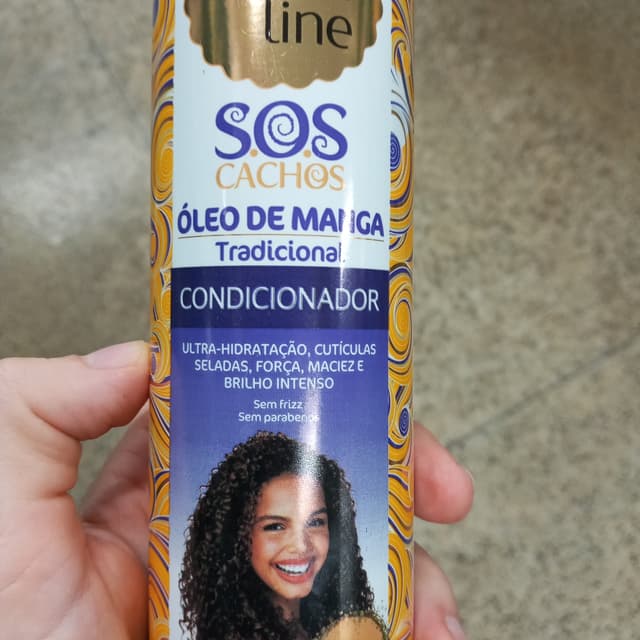 line
S.O.S
CACHOS
ÓLEO DE MANGA
Tradicional
CONDICIONADOR
ULTRA-HIDRATAÇÃO, CUTÍCULAS
SELADAS, FORÇA, MACIEZ E
BRILHO INTENSO
Sem frizz
Sem parabenos